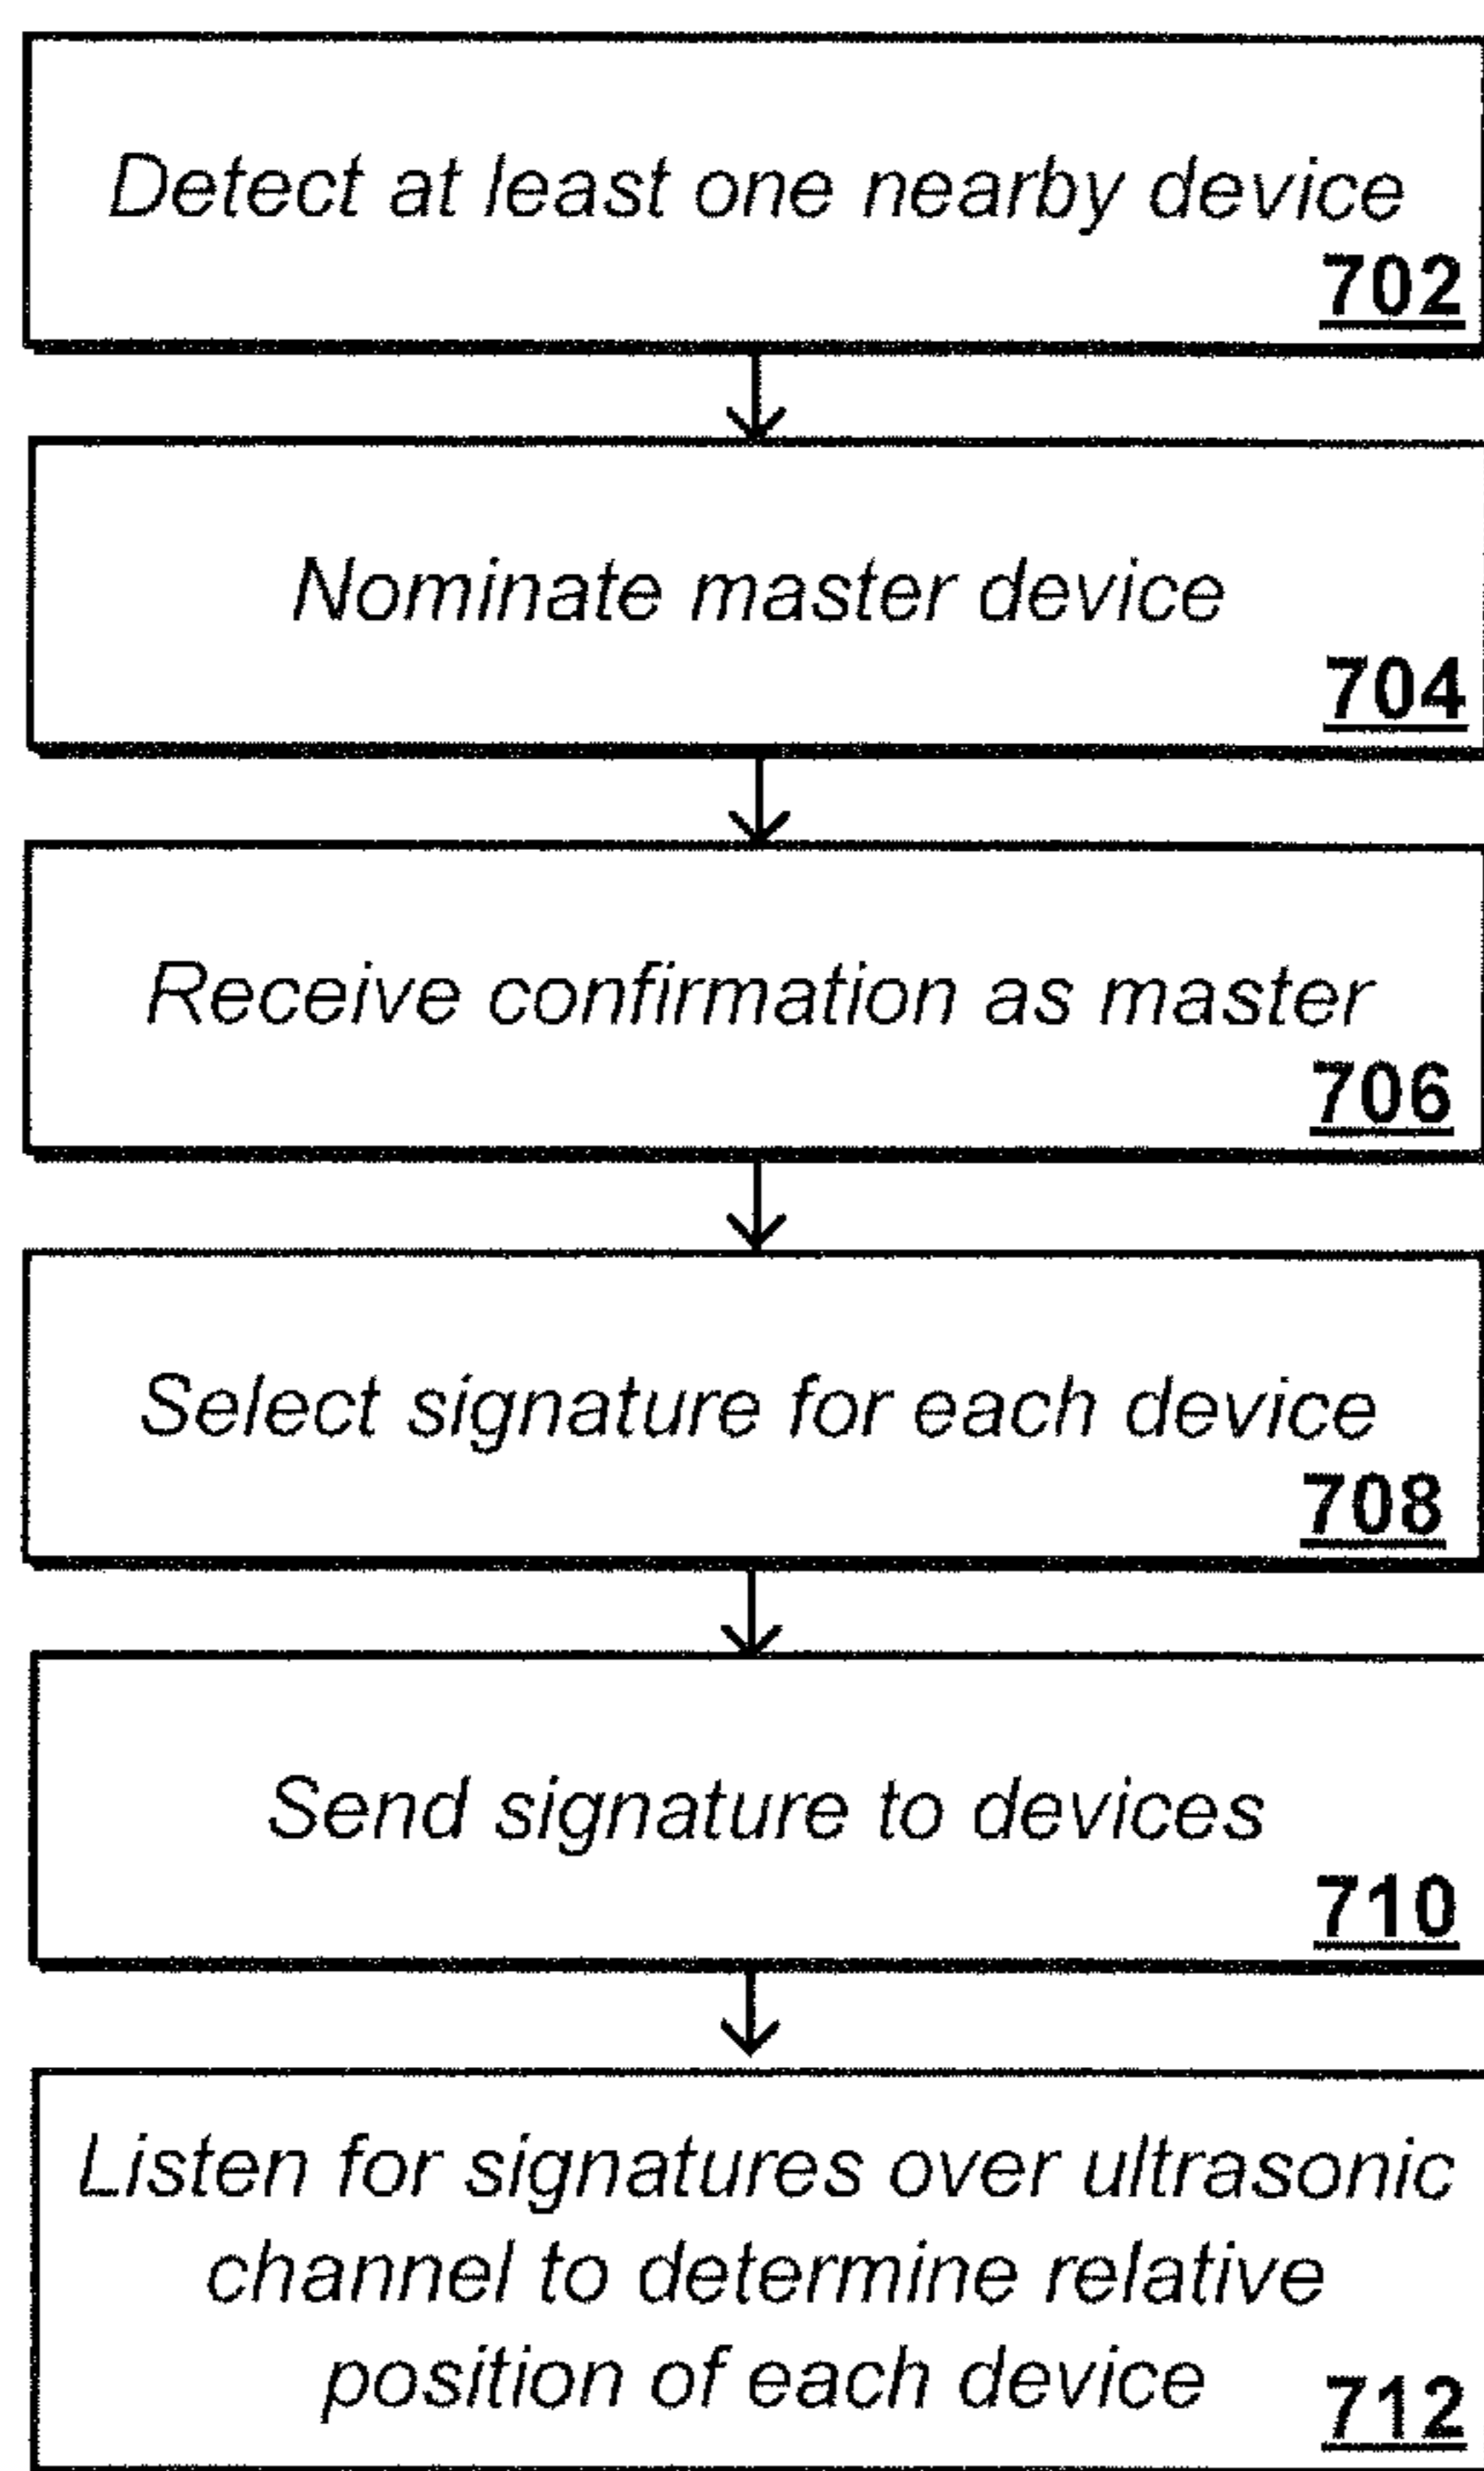 Detect at least one nearby device
702
Nominate master device
704
Receive confirmation as master
706
Select signature for each device
708
Send signature to devices
710
Listen for signatures over ultrasonic
channel to determine relative
position of each device
712